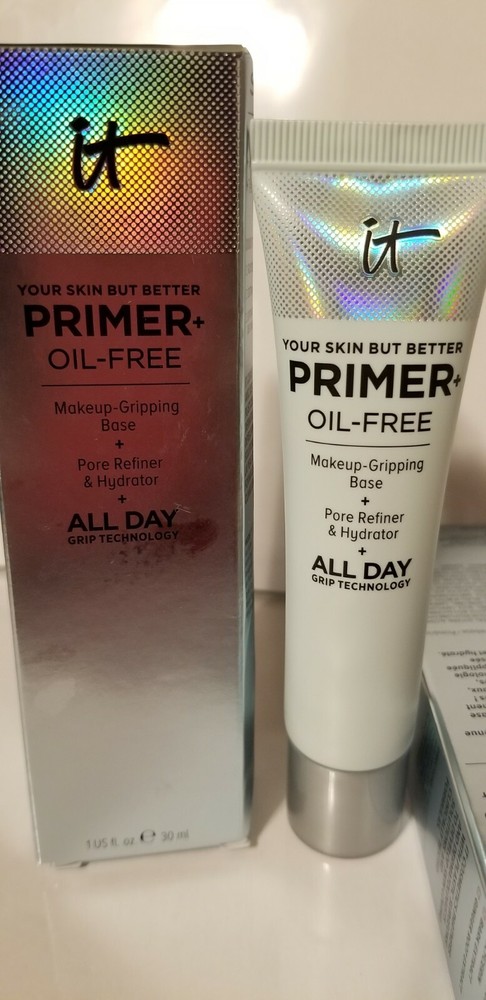 it
YOUR SKIN BUT BETTER
PRIMER+
OIL-FREE
Makeup-Gripping
Base
+
Pore Refiner
& Hydrator
+
ALL DAY
GRIP TECHNOLOGY
1 US fl. oz. ℮ 30 ml
it
YOUR SKIN BUT BETTER
PRIMER+
OIL-FREE
Makeup-Gripping
Base
+
Pore Refiner
& Hydrator
+
ALL DAY
GRIP TECHNOLOGY